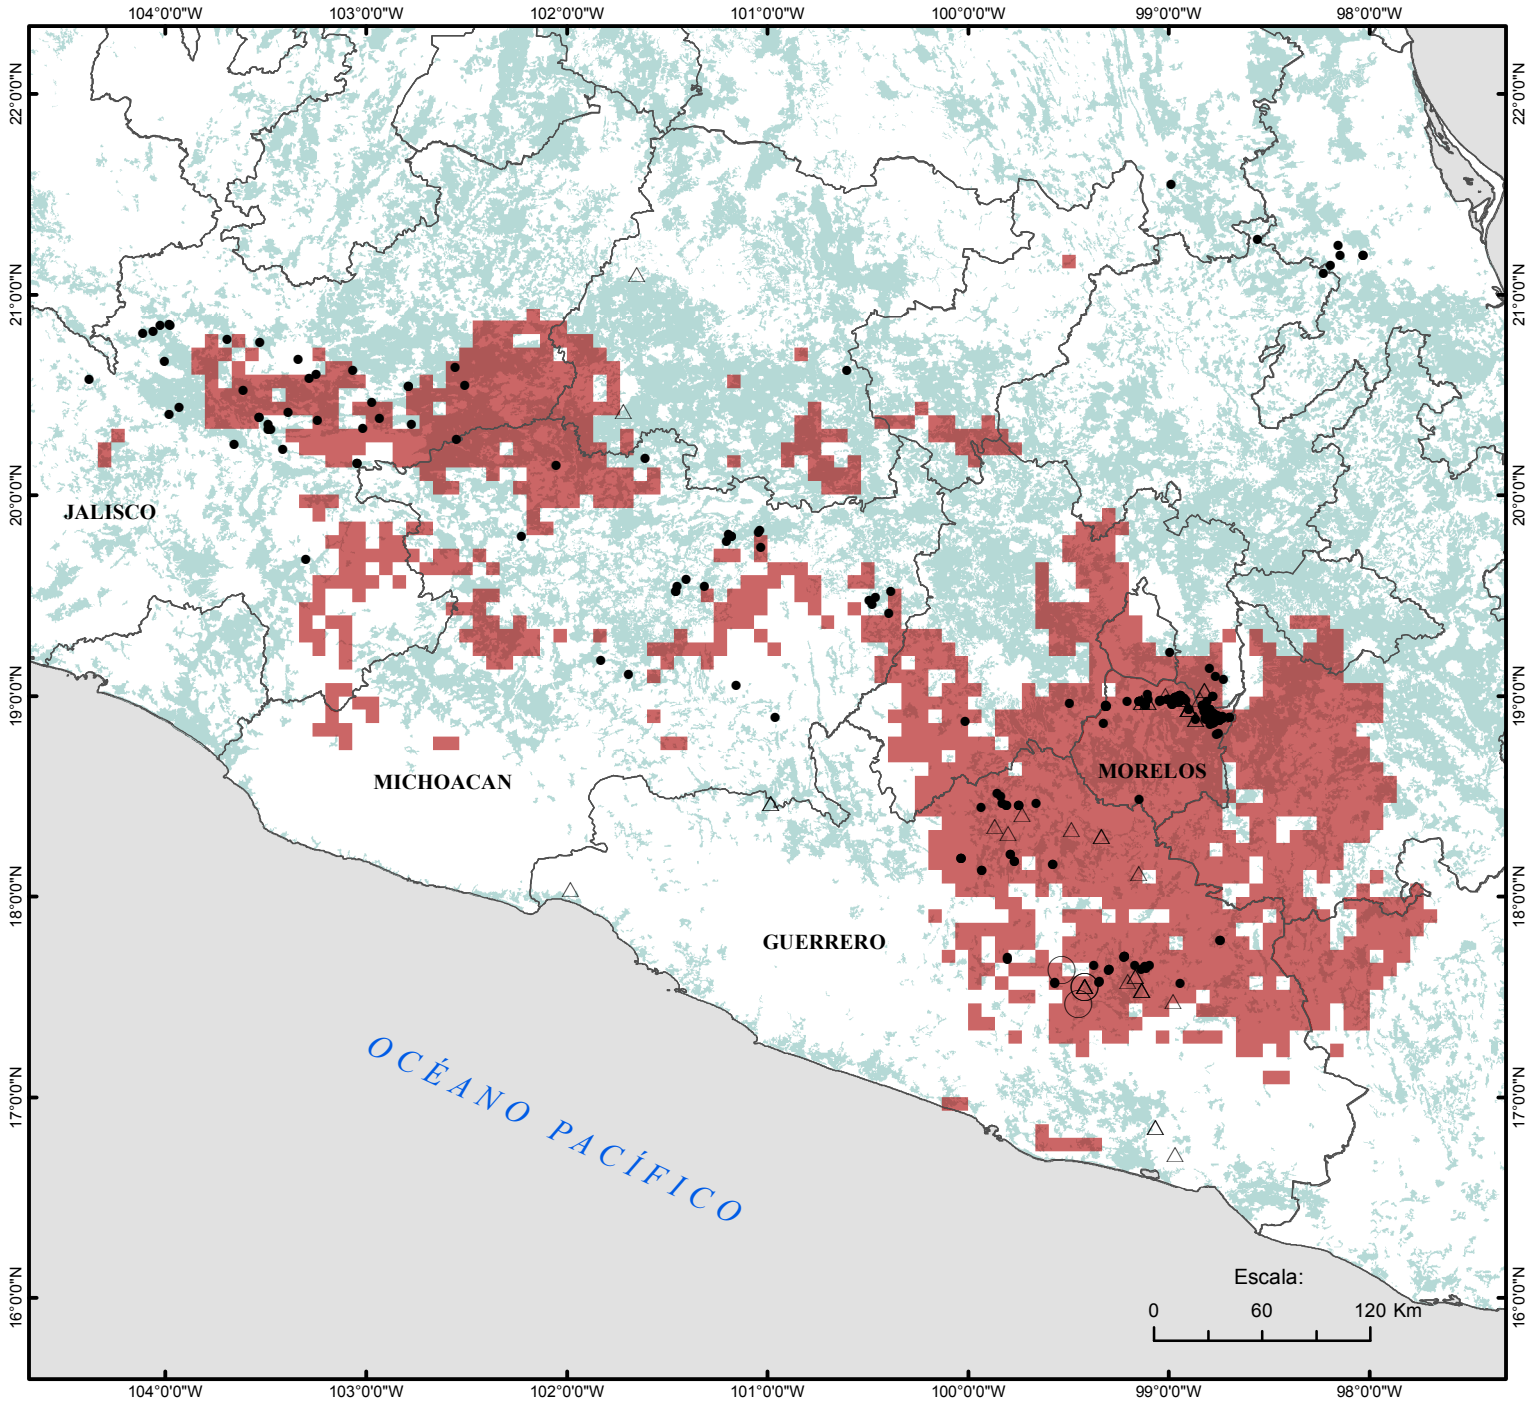 104°0'0"W 103°0'0"W 102°0'0"W 101°0'0"W 100°0'0"W 99°0'0"W 98°0'0"W
22°0'0"N 22°0'0"N
21°0'0"N 21°0'0"N
20°0'0"N 20°0'0"N
JALISCO
19°0'0"N 19°0'0"N
MORELOS
MICHOACAN
18°0'0"N 18°0'0"N
GUERRERO
OCÉANO PACÍFICO
17°0'0"N 17°0'0"N
Escala:
16°0'0"N 16°0'0"N
0 60 120 Km
104°0'0"W 103°0'0"W 102°0'0"W 101°0'0"W 100°0'0"W 99°0'0"W 98°0'0"W